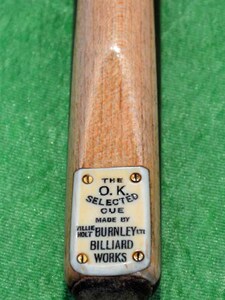 THE
O.K.
SELECTED
CUE
MADE BY
WILLIE HOLT BURNLEY LTD
BILLIARD
WORKS